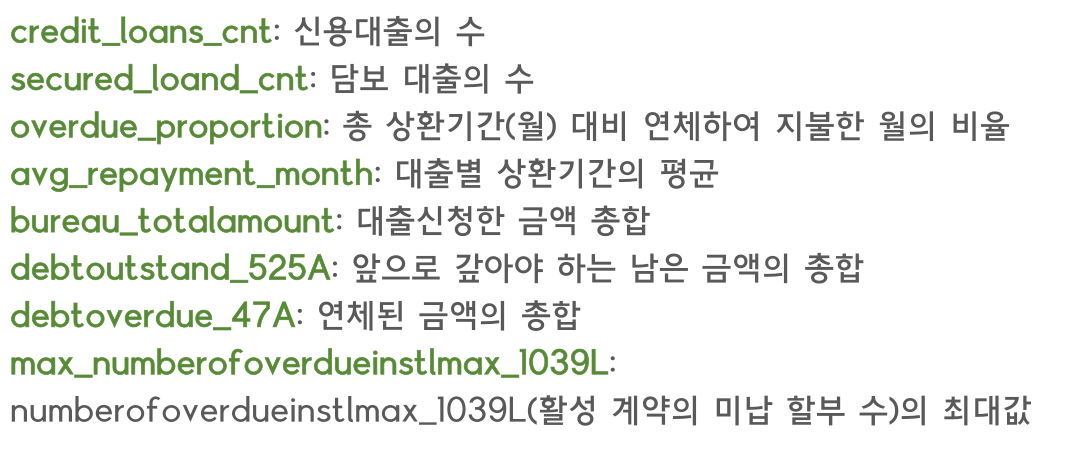 credit_loans_cnt: 신용대출의 수
secured_loand_cnt: 담보 대출의 수
overdue_proportion: 총 상환기간(월) 대비 연체하여 지불한 월의 비율
avg_repayment_month: 대출별 상환기간의 평균
bureau_totalamount: 대출신청한 금액 총합
debtoutstand_525A: 앞으로 갚아야 하는 남은 금액의 총합
debtoverdue_47A: 연체된 금액의 총합
max_numberofoverdueinstlmax_1039L:
numberofoverdueinstlmax_1039L(활성 계약의 미납 할부 수)의 최대값